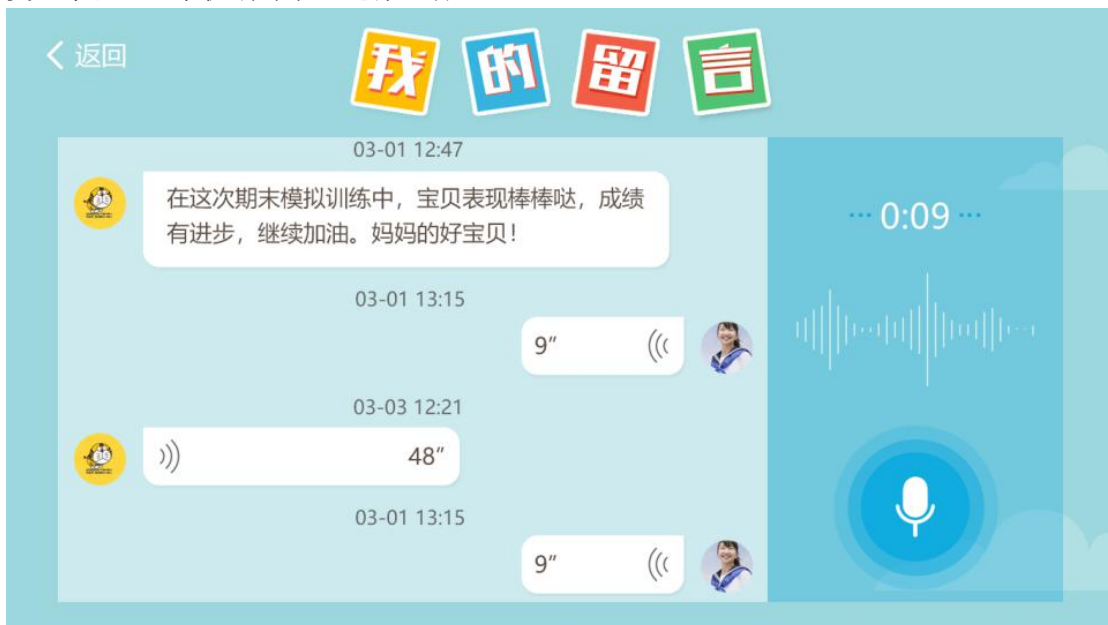 返回
我的留言
03-01 12:47
在这次期末模拟训练中，宝贝表现棒棒哒，成绩
有进步，继续加油。妈妈的好宝贝！
03-01 13:15
9″
03-03 12:21
48″
03-01 13:15
9″
··· 0:09 ···